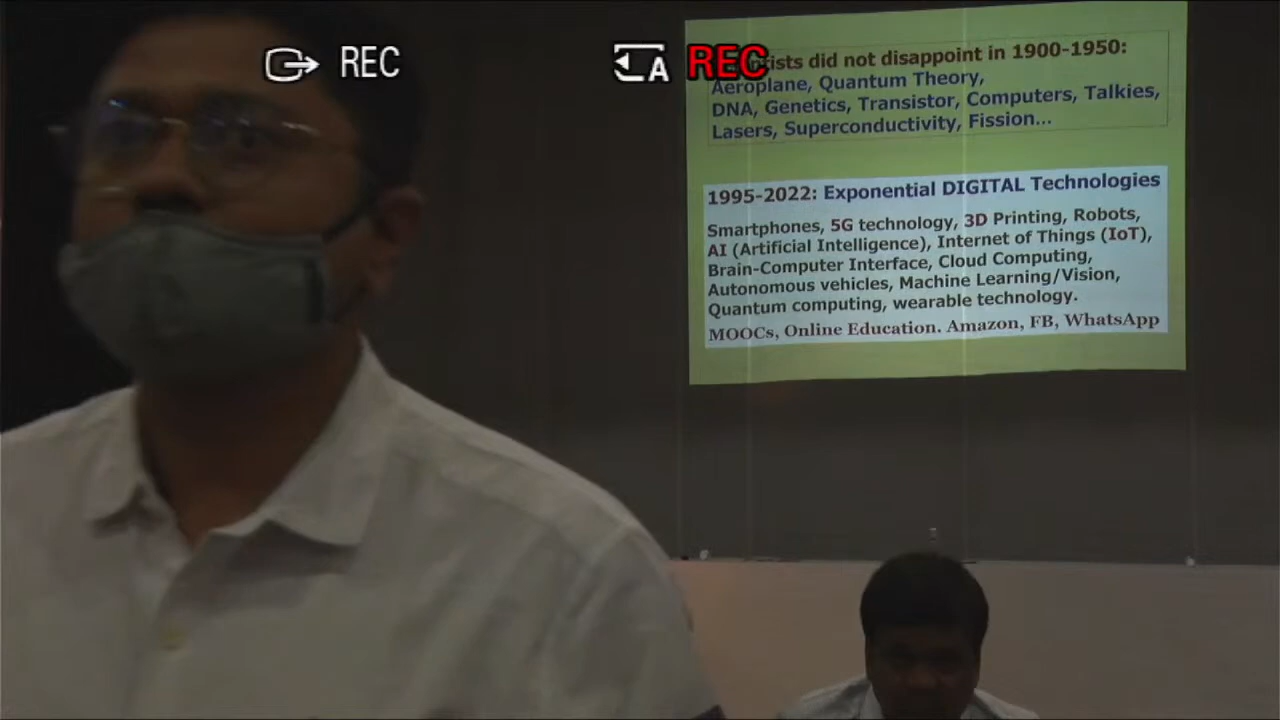 REC
A REC
did not disappoint in 1900-1950:
Aeroplane, Quantum Theory,
DNA, Genetics, Transistor, Computers, Talkies,
Lasers, Superconductivity, Fission...
1995-2022: Exponential DIGITAL Technologies
Smartphones, 5G technology, 3D Printing, Robots,
AI (Artificial Intelligence), Internet of Things (IoT),
Brain-Computer Interface, Cloud Computing,
Autonomous vehicles, Machine Learning/Vision,
Quantum computing, wearable technology.
MOOCs, Online Education. Amazon, FB, WhatsApp